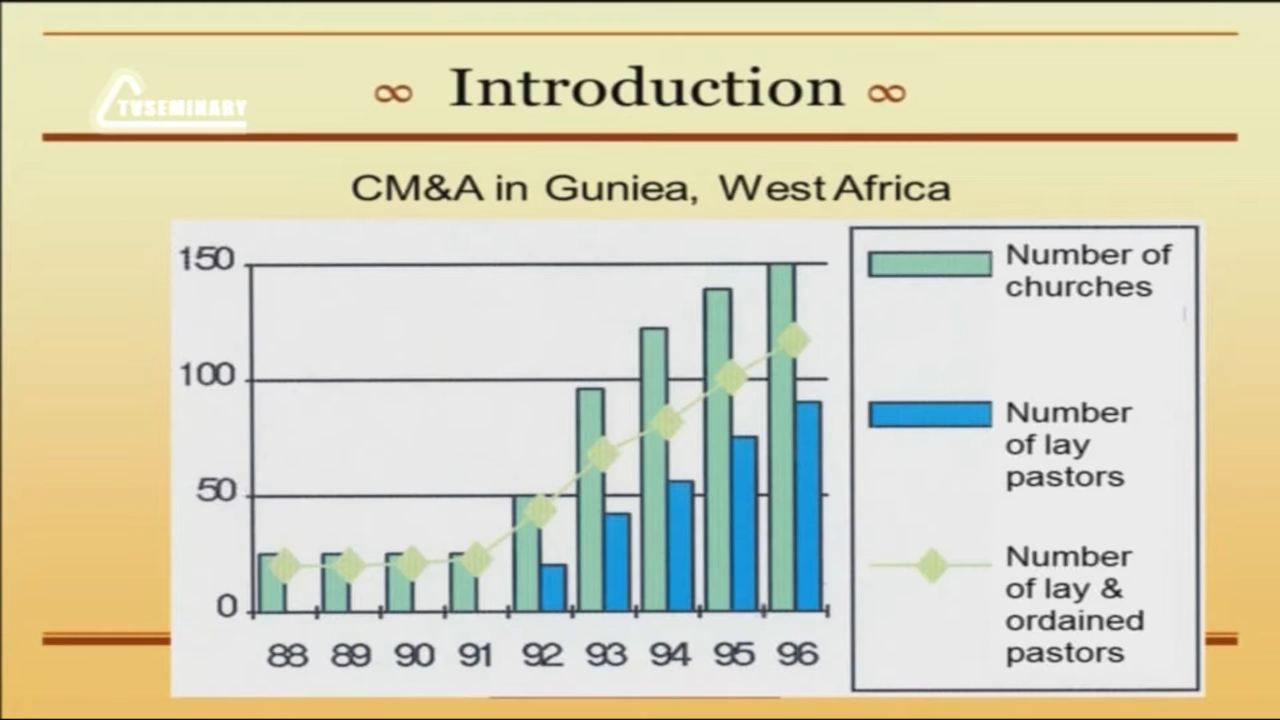 ∞ Introduction ∞
TVSEMINARY
CM&A in Guniea, West Africa
150
100
50
0
88 89 90 91 92 93 94 95 96
Number of
churches
Number
of lay
pastors
Number
of lay &
ordained
pastors